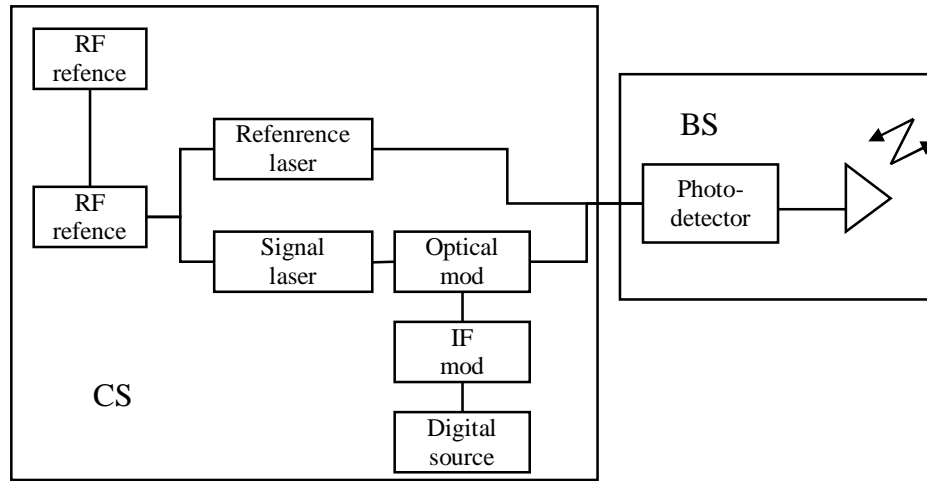 RF
refence
RF
refence
Refenrence
laser
Signal
laser
Optical
mod
IF
mod
Digital
source
CS
BS
Photo-
detector